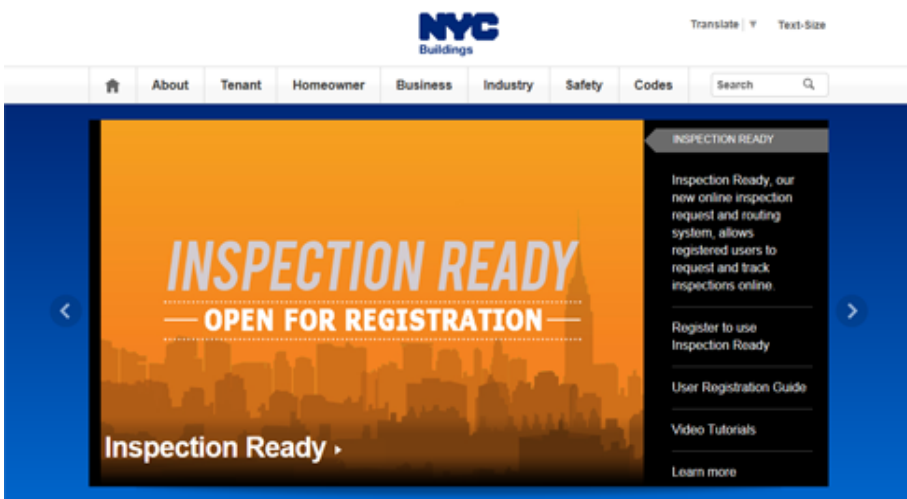 NYC
Buildings
Translate | ▼ Text-Size
About Tenant Homeowner Business Industry Safety Codes Search
INSPECTION READY
OPEN FOR REGISTRATION
Inspection Ready ›
INSPECTION READY
Inspection Ready, our
new online inspection
request and routing
system, allows
registered users to
request and track
inspections online.
Register to use
Inspection Ready
User Registration Guide
Video Tutorials
Learn more